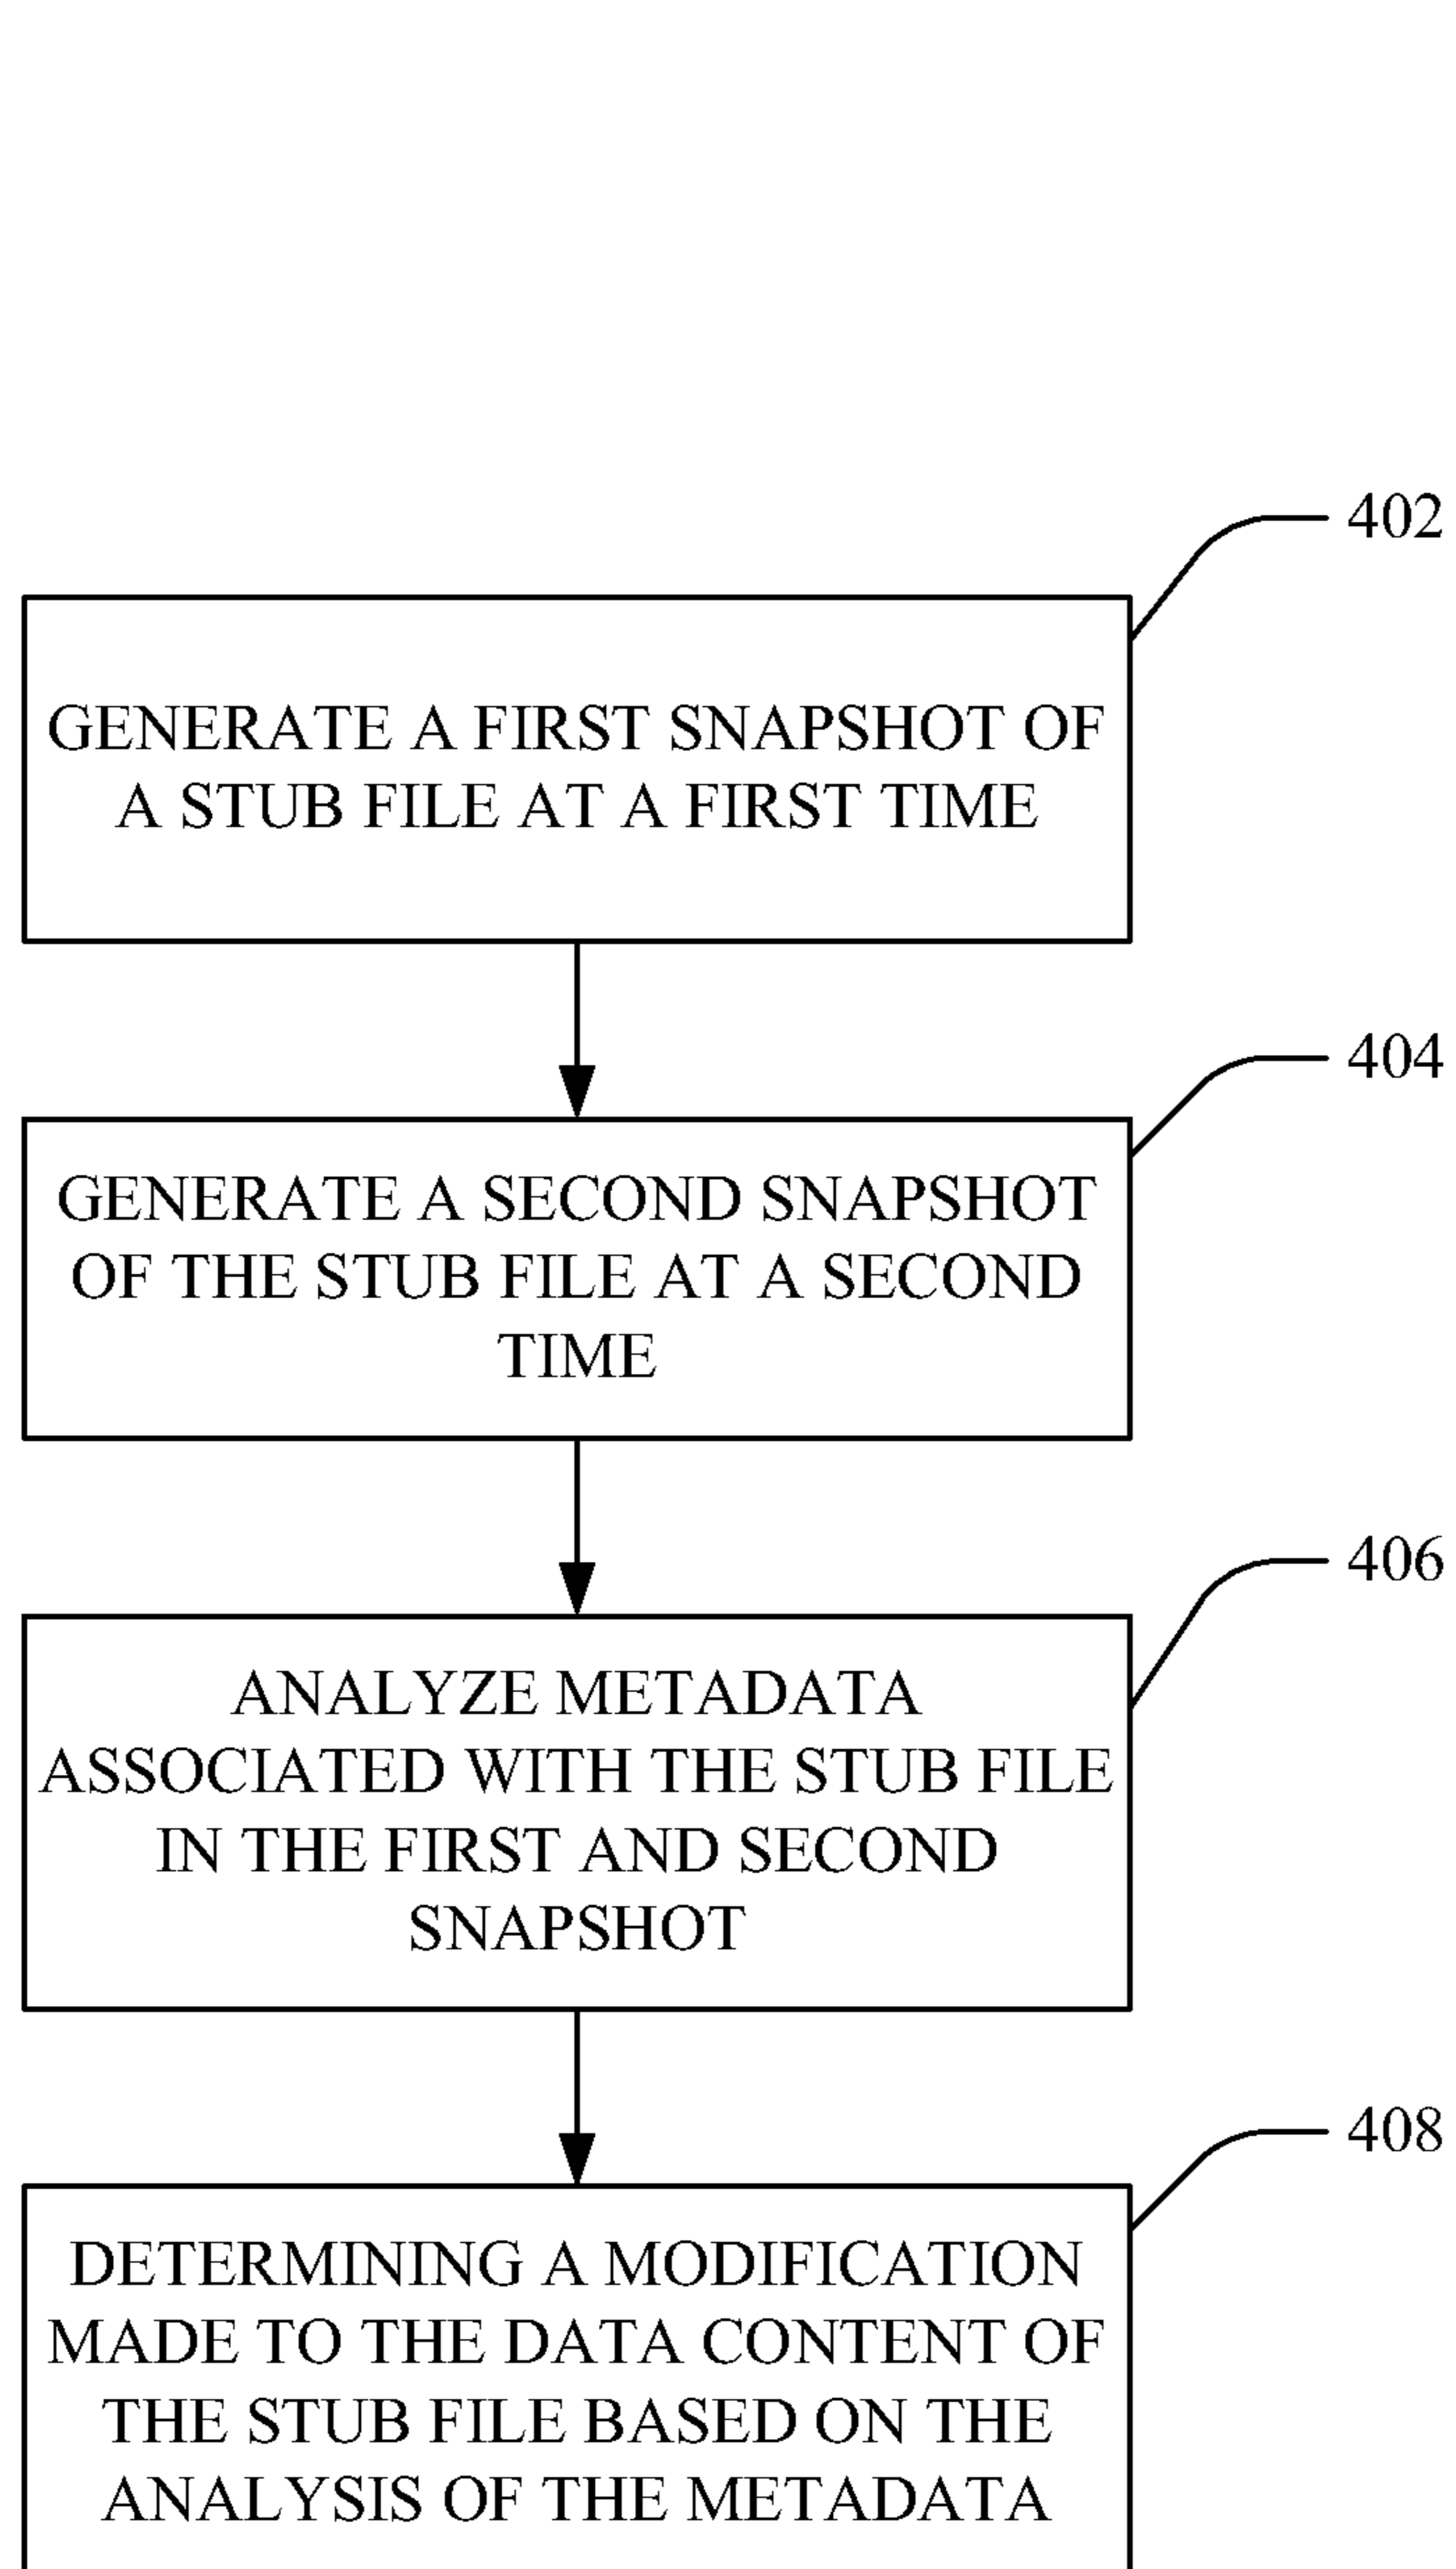 402
GENERATE A FIRST SNAPSHOT OF
A STUB FILE AT A FIRST TIME
404
GENERATE A SECOND SNAPSHOT
OF THE STUB FILE AT A SECOND
TIME
406
ANALYZE METADATA
ASSOCIATED WITH THE STUB FILE
IN THE FIRST AND SECOND
SNAPSHOT
408
DETERMINING A MODIFICATION
MADE TO THE DATA CONTENT OF
THE STUB FILE BASED ON THE
ANALYSIS OF THE METADATA